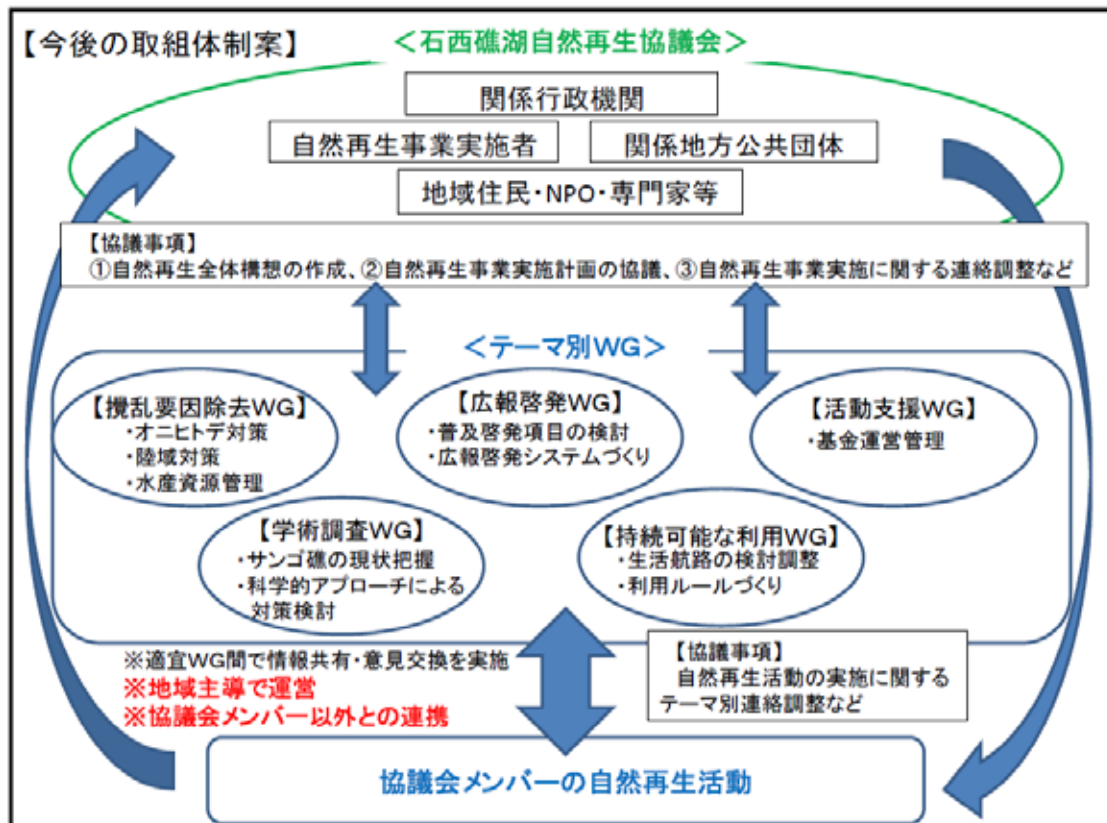 【今後の取組体制案】
<石西礁湖自然再生協議会>
関係行政機関
自然再生事業実施者
関係地方公共団体
地域住民・NPO・専門家等
【協議事項】
①自然再生全体構想の作成、②自然再生事業実施計画の協議、③自然再生事業実施に関する連絡調整など
<テーマ別WG>
【攪乱要因除去WG】
・オニヒトデ対策
・陸域対策
・水産資源管理
【広報啓発WG】
・普及啓発項目の検討
・広報啓発システムづくり
【活動支援WG】
・基金運営管理
【学術調査WG】
・サンゴ礁の現状把握
・科学的アプローチによる
対策検討
【持続可能な利用WG】
・生活航路の検討調整
・利用ルールづくり
※適宜WG間で情報共有・意見交換を実施
※地域主導で運営
※協議会メンバー以外との連携
【協議事項】
自然再生活動の実施に関する
テーマ別連絡調整など
協議会メンバーの自然再生活動